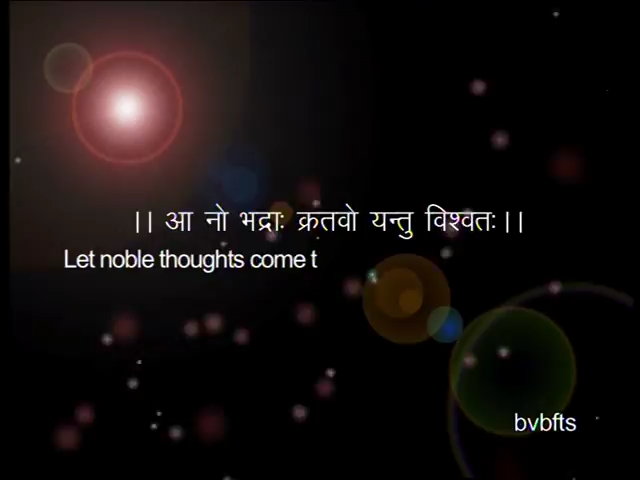 ।। आ नो भद्राः क्रतवो यन्तु विश्वतः।।
Let noble thoughts come t
bvbfts